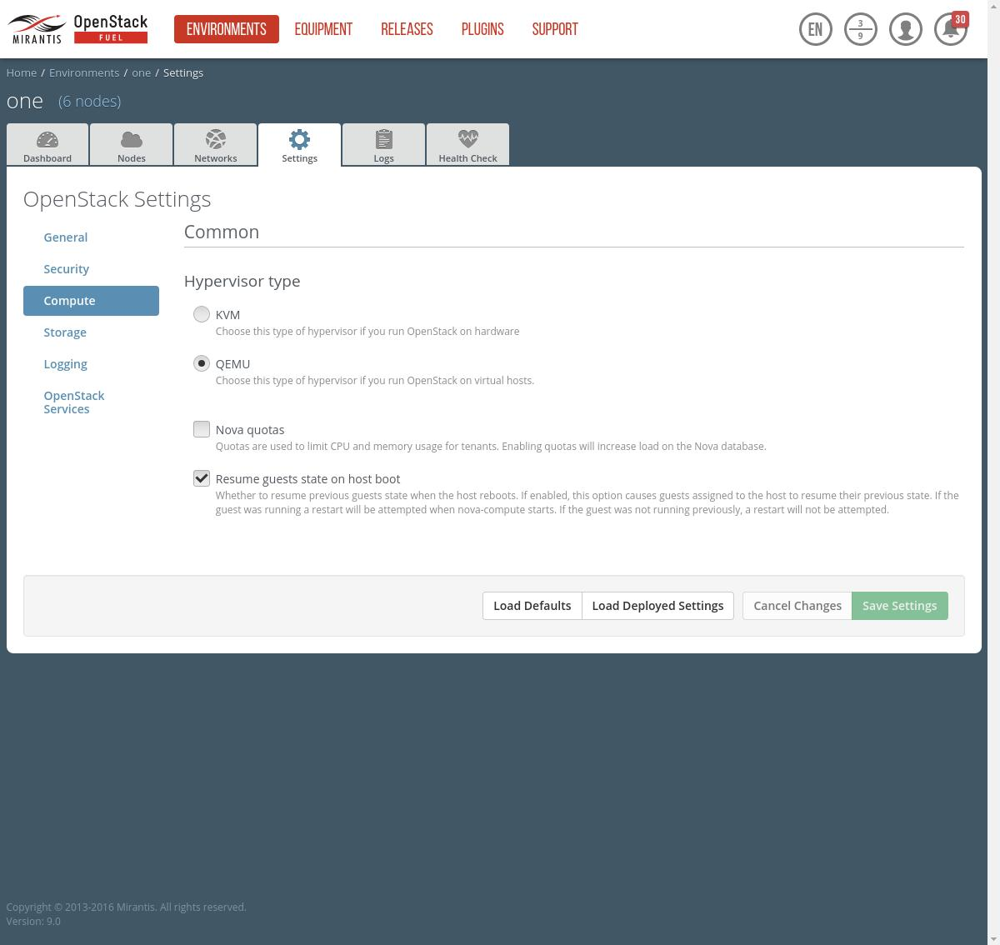 MIRANTIS
OpenStack
FUEL
ENVIRONMENTS
EQUIPMENT
RELEASES
PLUGINS
SUPPORT
EN
3
9
30
Home / Environments / one / Settings
one (6 nodes)
Dashboard
Nodes
Networks
Settings
Logs
Health Check
OpenStack Settings
General
Security
Compute
Storage
Logging
OpenStack
Services
Common
Hypervisor type
KVM
Choose this type of hypervisor if you run OpenStack on hardware
QEMU
Choose this type of hypervisor if you run OpenStack on virtual hosts.
Nova quotas
Quotas are used to limit CPU and memory usage for tenants. Enabling quotas will increase load on the Nova database.
Resume guests state on host boot
Whether to resume previous guests state when the host reboots. If enabled, this option causes guests assigned to the host to resume their previous state. If the
guest was running a restart will be attempted when nova-compute starts. If the guest was not running previously, a restart will not be attempted.
Load Defaults
Load Deployed Settings
Cancel Changes
Save Settings
Copyright © 2013-2016 Mirantis. All rights reserved.
Version: 9.0